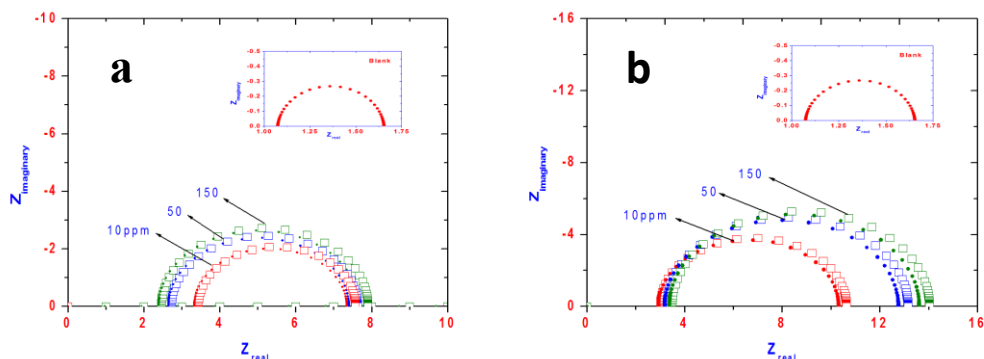 a
-10
-8
-6
-4
-2
0
Z imaginary
0 2 4 6 8 10
Z real
150
50
10ppm
Blank
-0.5
-0.4
-0.3
-0.2
-0.1
0.0
Z imaginary
1.00 1.25 1.50 1.75
Z real
b
-16
-12
-8
-4
0
Z imaginary
0 4 8 12 16
Z real
150
50
10ppm
Blank
-0.5
-0.4
-0.3
-0.2
-0.1
0.0
Z imaginary
1.00 1.25 1.50 1.75
Z real